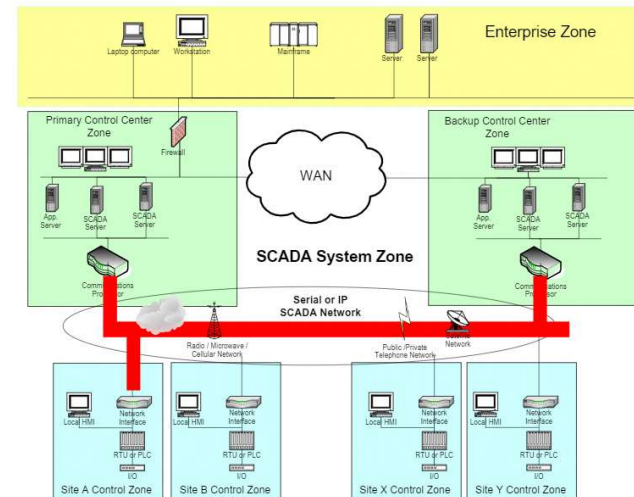 Enterprise Zone
Laptop computer
Workstation
Mainframe
Server
Server
Primary Control Center
Zone
Firewall
Backup Control Center
Zone
WAN
App.
Server
SCADA
Server
SCADA
Server
App.
Server
SCADA
Server
SCADA
Server
SCADA System Zone
Communications
Processor
Communications
Processor
Serial or IP
SCADA Network
Radio / Microwave /
Cellular Network
Public /Private
Telephone Network
Network
Local HMI
Network
Interface
RTU or PLC
I/O
Site A Control Zone
Local HMI
Network
Interface
RTU or PLC
I/O
Site B Control Zone
Local HMI
Network
Interface
RTU or PLC
I/O
Site X Control Zone
Local HMI
Network
Interface
RTU or PLC
I/O
Site Y Control Zone